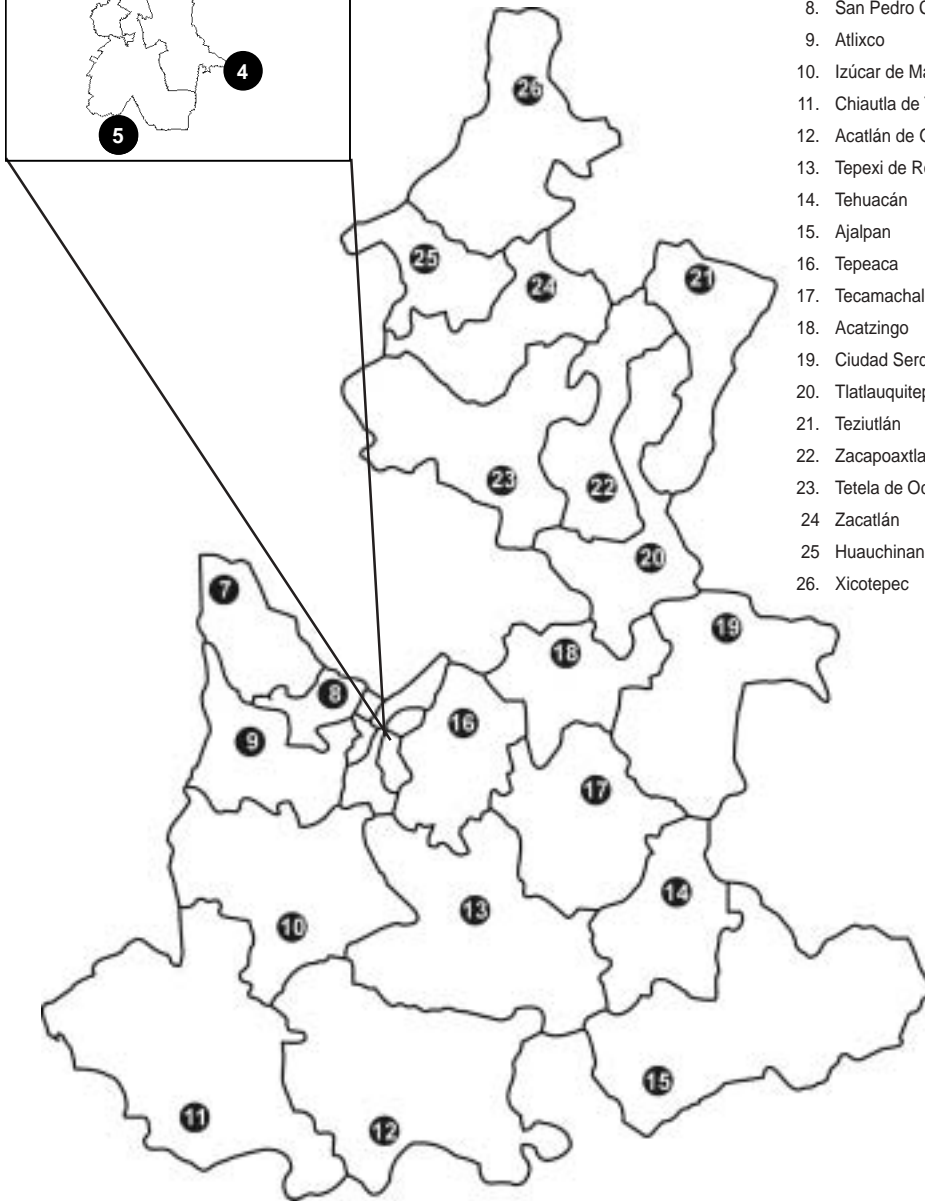 4
5
8. San Pedro C
9. Atlixco
10. Izúcar de Ma
11. Chiautla de
12. Acatlán de O
13. Tepexi de Ro
14. Tehuacán
15. Ajalpan
16. Tepeaca
17. Tecamachal
18. Acatzingo
19. Ciudad Serd
20. Tlatlauquitep
21. Teziutlán
22. Zacapoaxtla
23. Tetela de Oc
24 Zacatlán
25 Huauchinan
26. Xicotepec
26
25
24
21
23
22
20
7
19
18
8
16
9
17
14
13
10
15
11
12